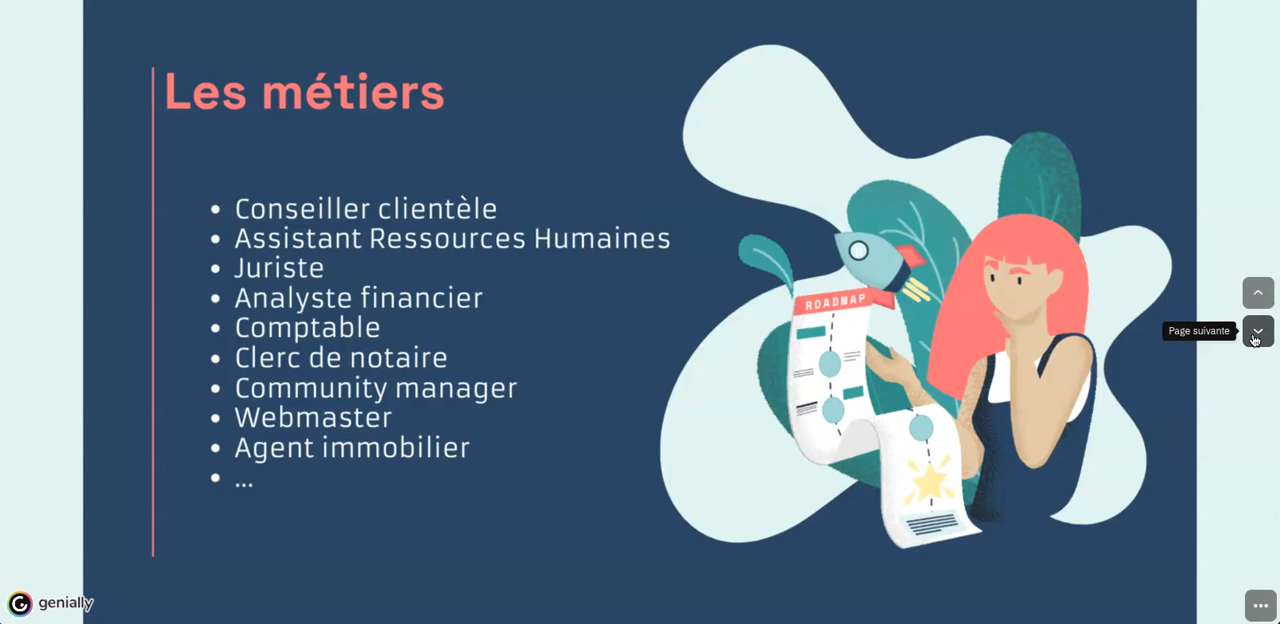 Les métiers
• Conseiller clientèle
• Assistant Ressources Humaines
• Juriste
• Analyste financier
• Comptable
• Clerc de notaire
• Community manager
• Webmaster
• Agent immobilier
• ...
ROADMAP
Page suivante
genially